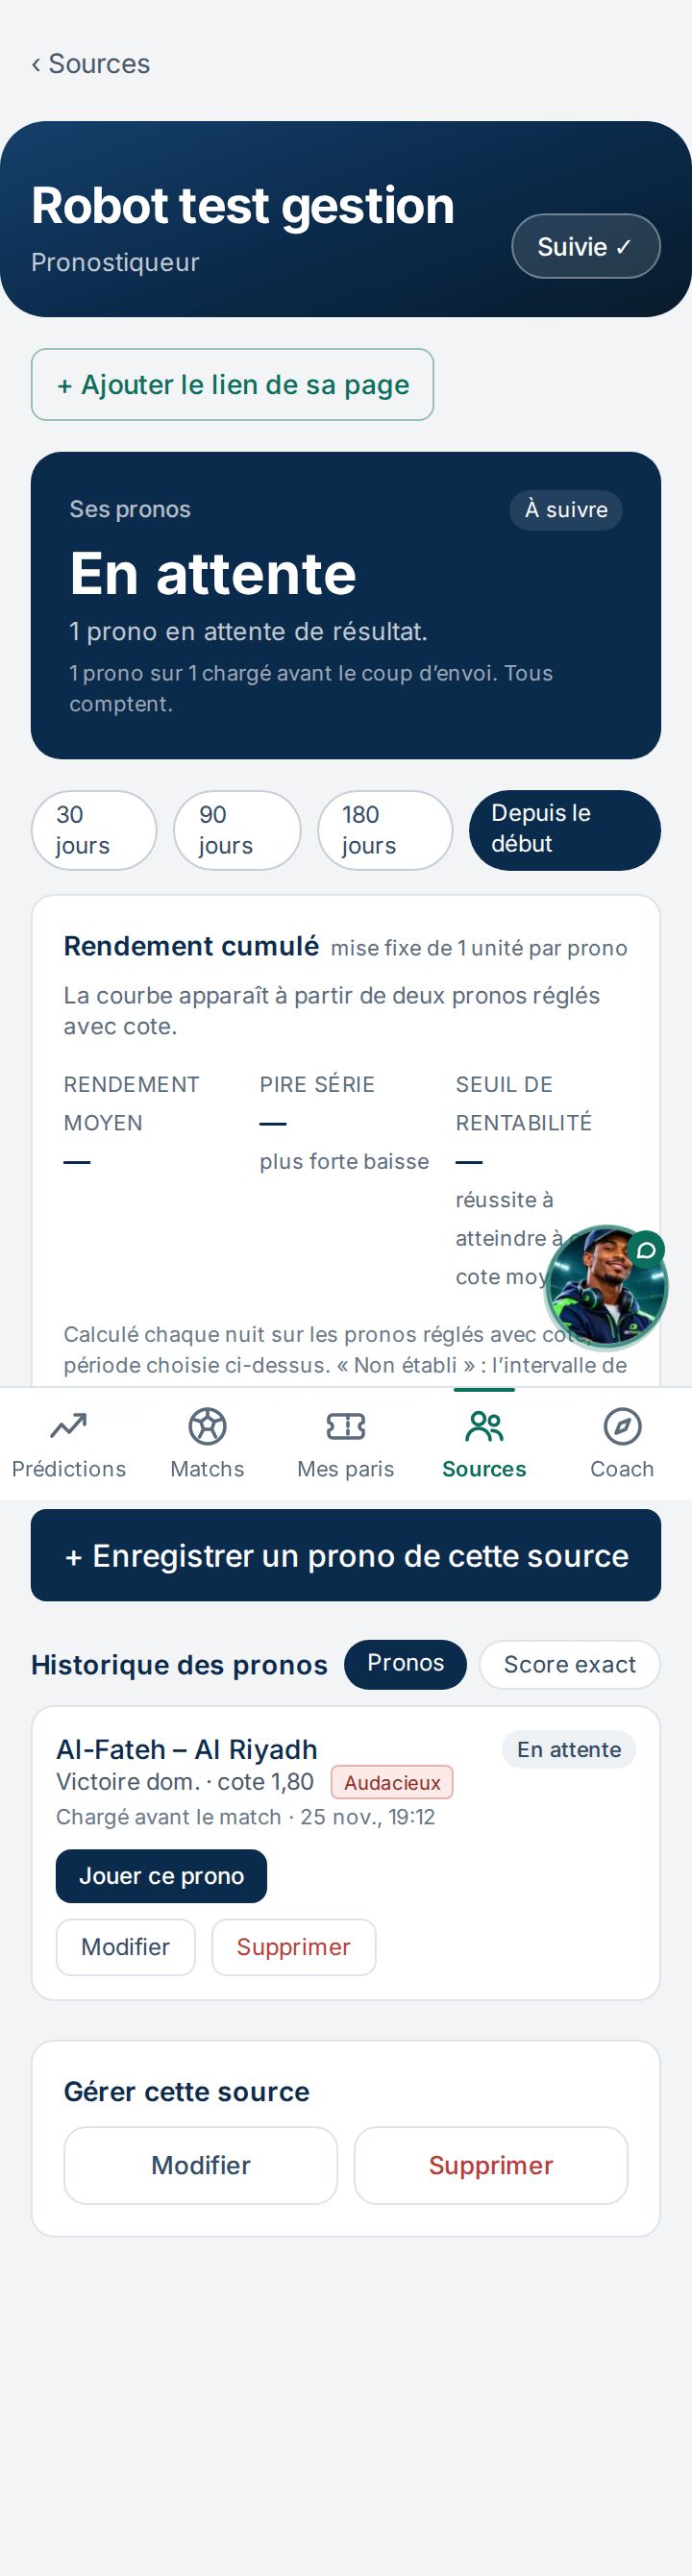 ‹ Sources
Robot test gestion
Pronostiqueur
Suivie ✓
+ Ajouter le lien de sa page
Ses pronos
À suivre
En attente
1 prono en attente de résultat.
1 prono sur 1 chargé avant le coup d’envoi. Tous
comptent.
30
jours
90
jours
180
jours
Depuis le
début
Rendement cumulé mise fixe de 1 unité par prono
La courbe apparaît à partir de deux pronos réglés
avec cote.
RENDEMENT
MOYEN
—
PIRE SÉRIE
—
plus forte baisse
SEUIL DE
RENTABILITÉ
—
réussite à
atteindre à
cote
Calculé chaque nuit sur les pronos réglés avec
période choisie ci-dessus. « Non établi » : l’intervalle de
Prédictions
Matchs
Mes paris
Sources
Coach
+ Enregistrer un prono de cette source
Historique des pronos
Pronos
Score exact
Al-Fateh – Al Riyadh
En attente
Victoire dom. · cote 1,80 Audacieux
Chargé avant le match · 25 nov., 19:12
Jouer ce prono
Modifier
Supprimer
Gérer cette source
Modifier
Supprimer